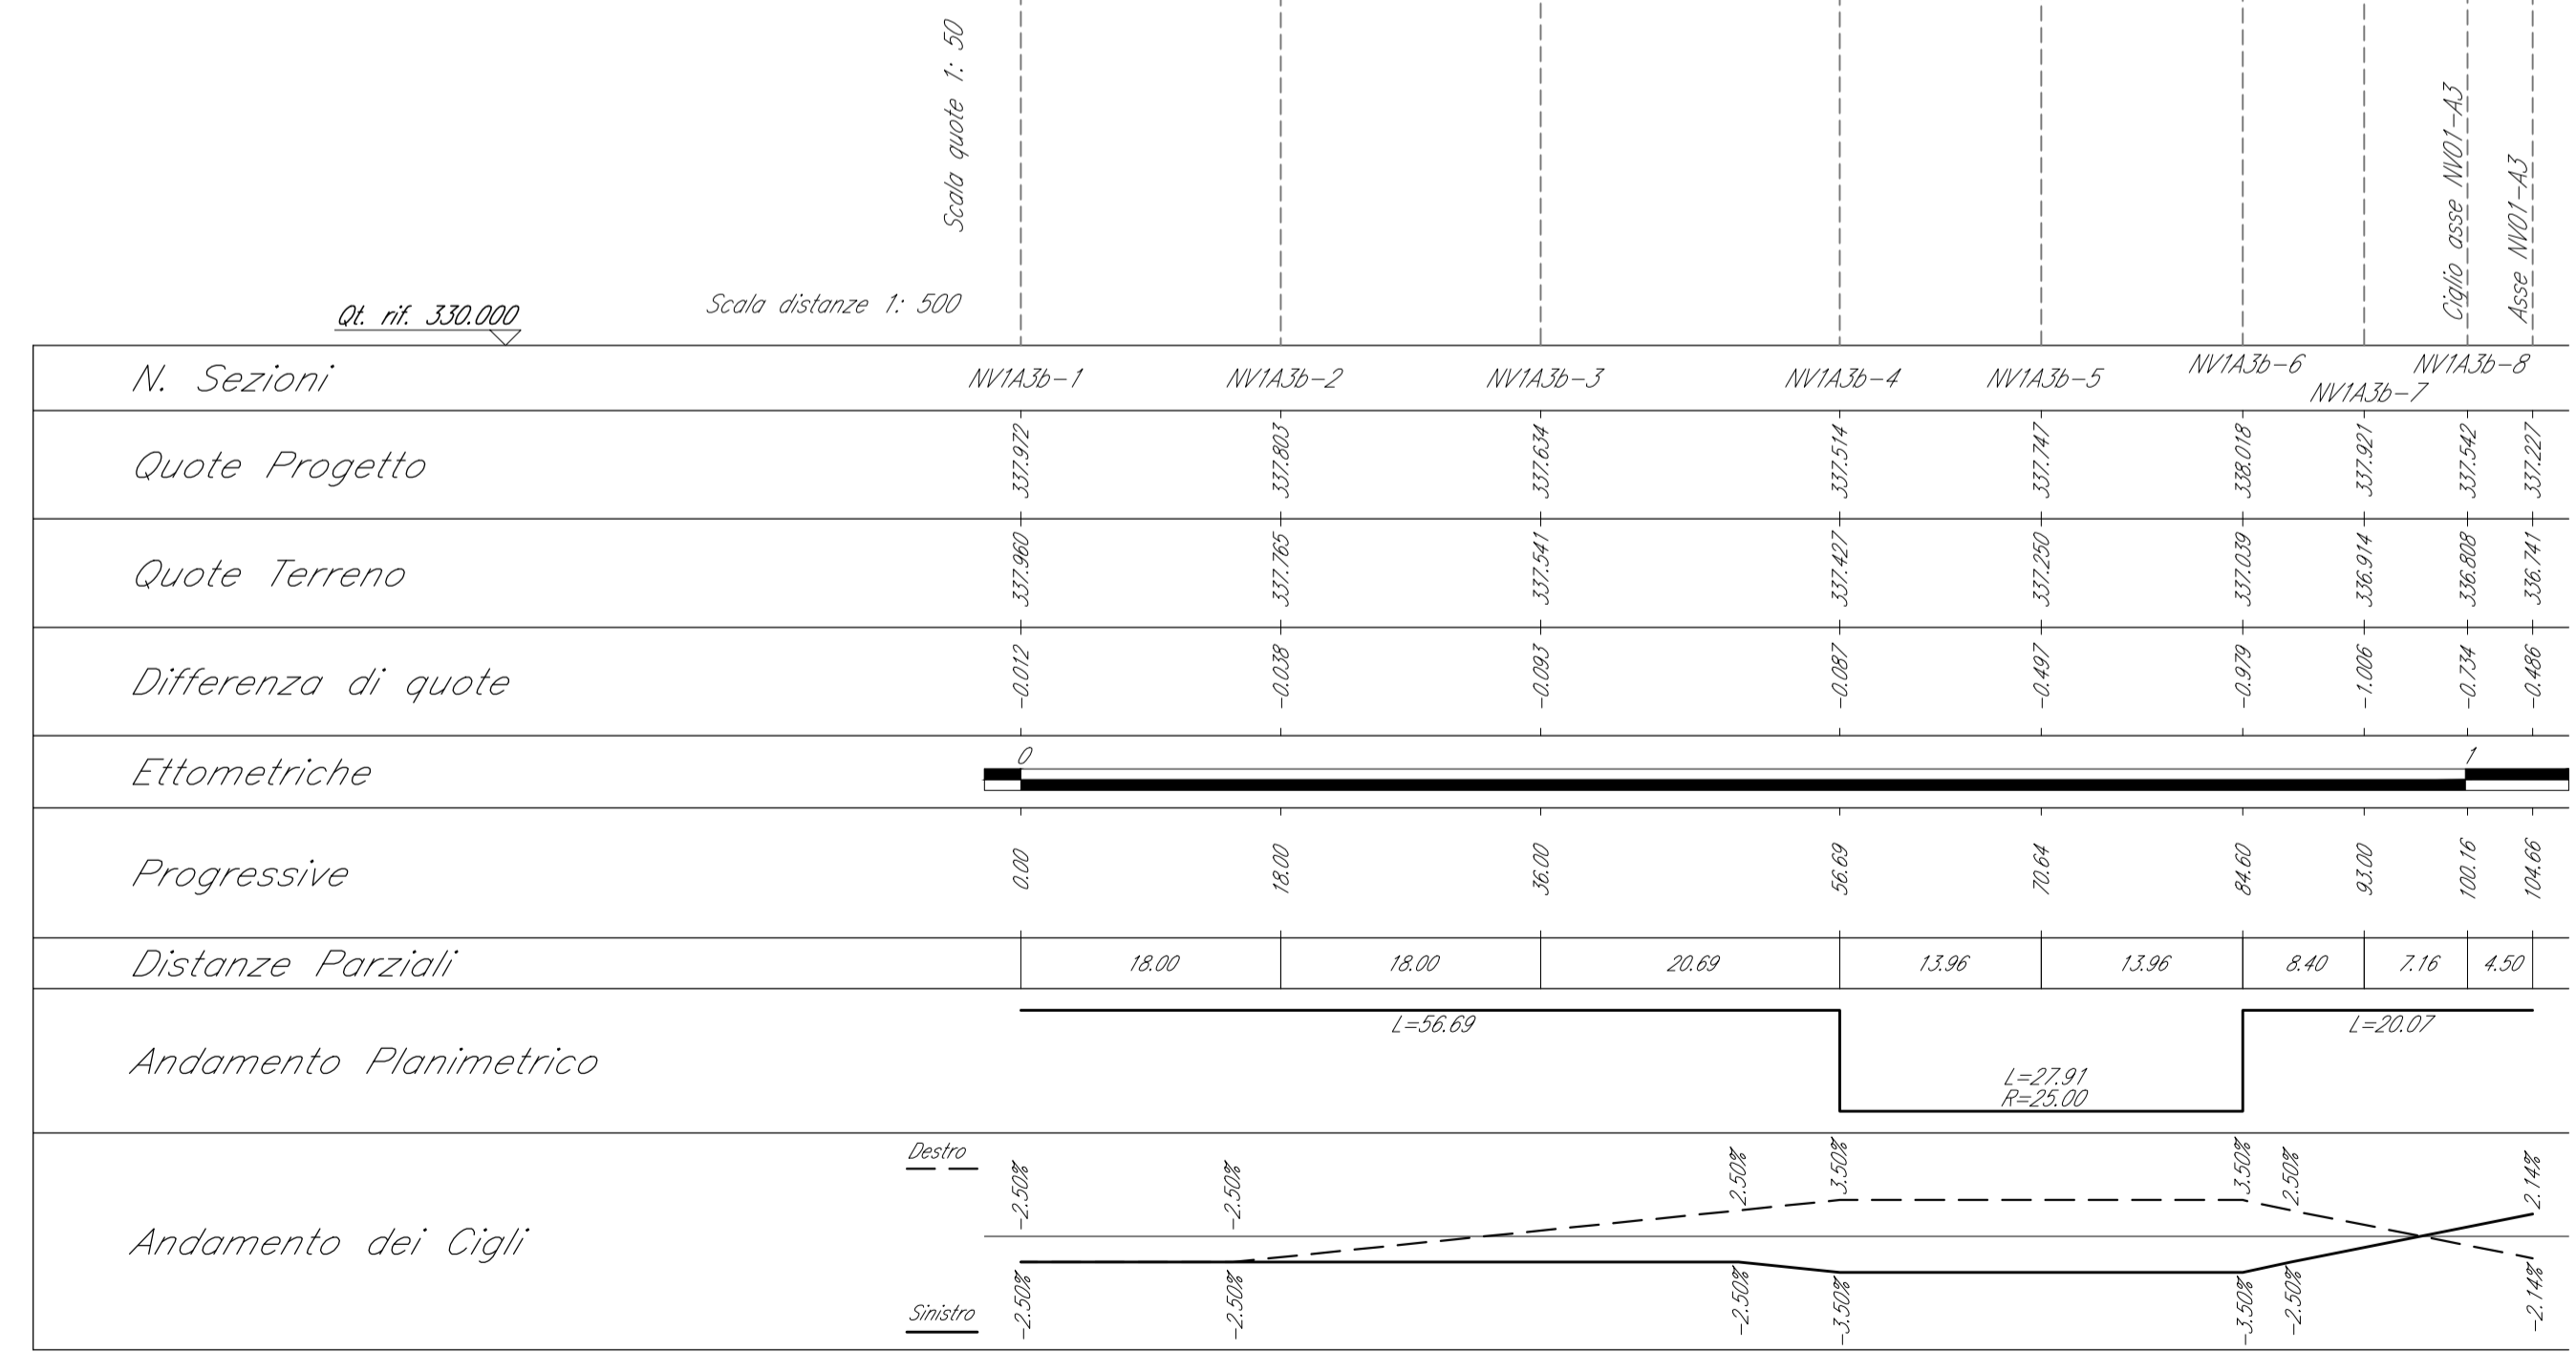 Scala quote 1: 50
Ciglio asse NV01-A3
Asse NV01-A3
Qt. rif. 330.000
Scala distanze 1: 500
N. Sezioni NV1A3b-1 NV1A3b-2 NV1A3b-3 NV1A3b-4 NV1A3b-5 NV1A3b-6 NV1A3b-7 NV1A3b-8
Quote Progetto 337.972 337.803 337.634 337.514 337.747 338.018 337.921 337.542 337.227
Quote Terreno 337.960 337.765 337.541 337.427 337.250 337.039 336.914 336.808 336.741
Differenza di quote -0.012 -0.038 -0.093 -0.087 -0.497 -0.979 -1.006 -0.734 -0.486
Ettometriche 0 1
Progressive 0.00 18.00 36.00 56.69 70.64 84.60 93.00 100.16 104.66
Distanze Parziali 18.00 18.00 20.69 13.96 13.96 8.40 7.16 4.50
Andamento Planimetrico
L=56.69
L=27.91
R=25.00
L=20.07
Andamento dei Cigli
Destro
-2.50% -2.50% 2.50% 3.50% 3.50% 2.50% 2.14%
Sinistro
-2.50% -2.50% -2.50% -3.50% -3.50% -2.50% -2.14%